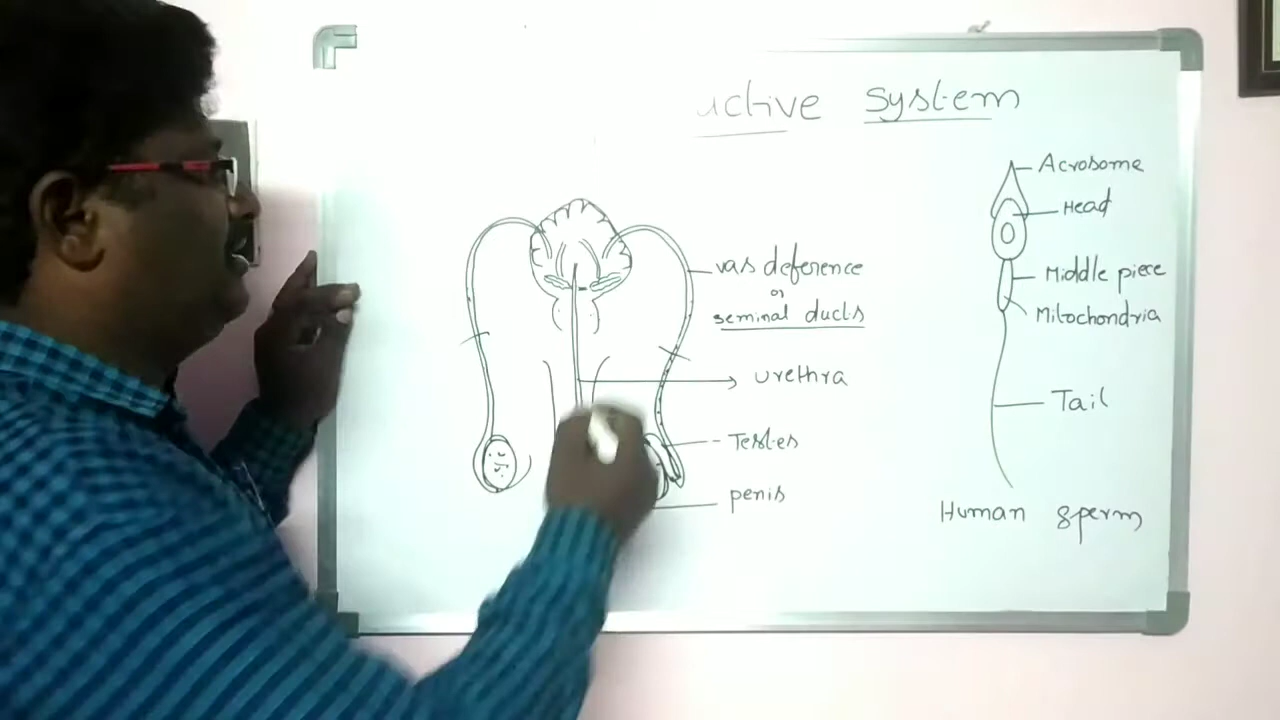 uctive system
vas deference
or
seminal ducts
urethra
Testes
penis
Acrosome
Head
Middle piece
Mitochondria
Tail
Human sperm